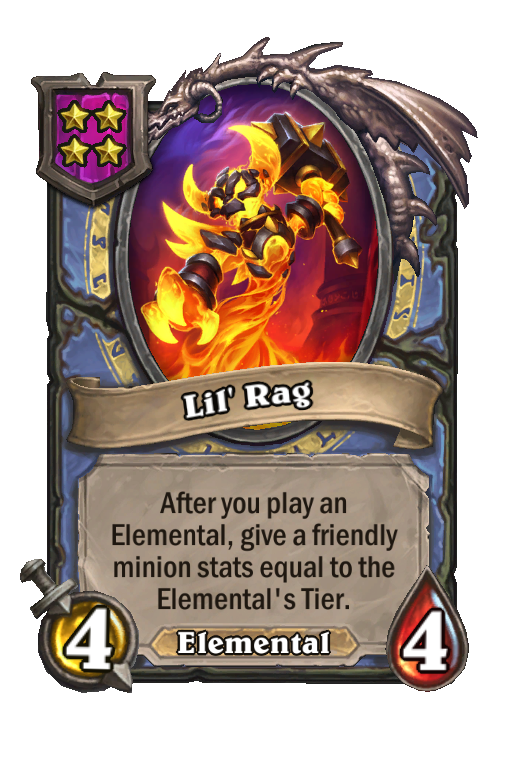 Lil' Rag
After you play an
Elemental, give a friendly
minion stats equal to the
Elemental's Tier.
4
Elemental
4